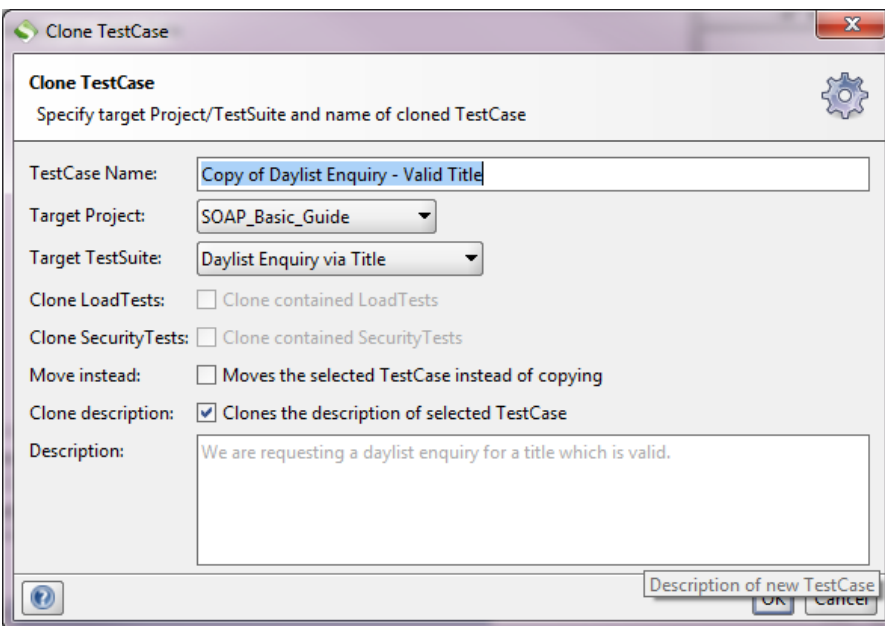 Clone TestCase
Clone TestCase
Specify target Project/TestSuite and name of cloned TestCase
TestCase Name: Copy of Daylist Enquiry - Valid Title
Target Project: SOAP_Basic_Guide
Target TestSuite: Daylist Enquiry via Title
Clone LoadTests: Clone contained LoadTests
Clone SecurityTests: Clone contained SecurityTests
Move instead: Moves the selected TestCase instead of copying
Clone description: Clones the description of selected TestCase
Description: We are requesting a daylist enquiry for a title which is valid.
Description of new TestCase
OK Cancel